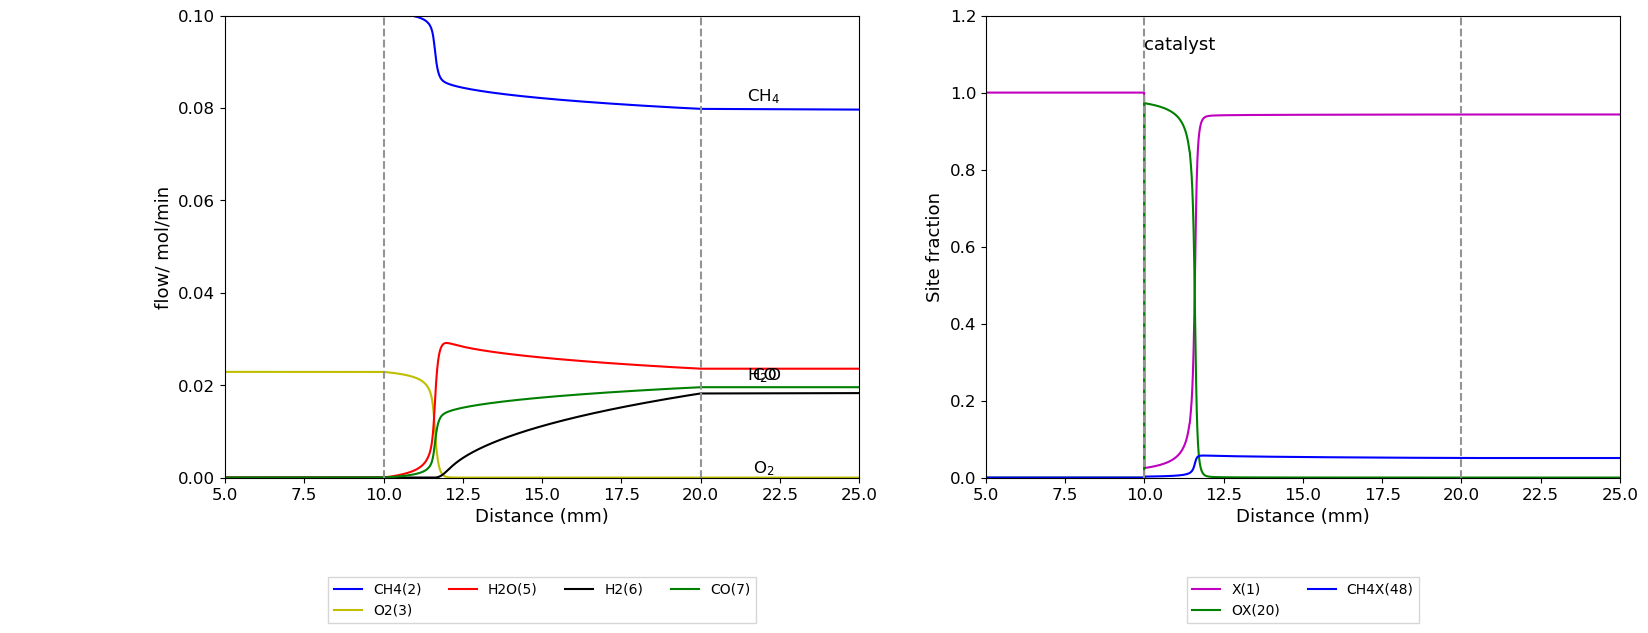 0.10
0.08
0.06
0.04
0.02
0.00
flow/ mol/min
CH₄
H₂O
CO
O₂
5.0 7.5 10.0 12.5 15.0 17.5 20.0 22.5 25.0
Distance (mm)
CH4(2) H2O(5) H2(6) CO(7)
O2(3)
1.2
1.0
0.8
0.6
0.4
0.2
0.0
Site fraction
catalyst
5.0 7.5 10.0 12.5 15.0 17.5 20.0 22.5 25.0
Distance (mm)
X(1) CH4X(48)
OX(20)